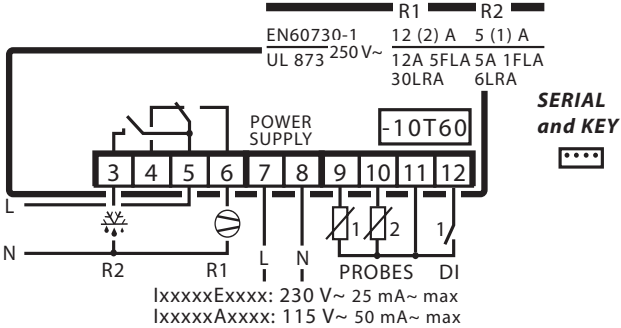 R1 R2
EN60730-1 250 V~ 12 (2) A 5 (1) A
UL 873 12A 5FLA 5A 1FLA
30LRA 6LRA
SERIAL
and KEY
POWER
SUPPLY
-10T60
3 4 5 6 7 8 9 10 11 12
L
1 2 1
N
R2 R1 L N PROBES DI
IxxxxxExxxx: 230 V~ 25 mA~ max
IxxxxxAxxxx: 115 V~ 50 mA~ max